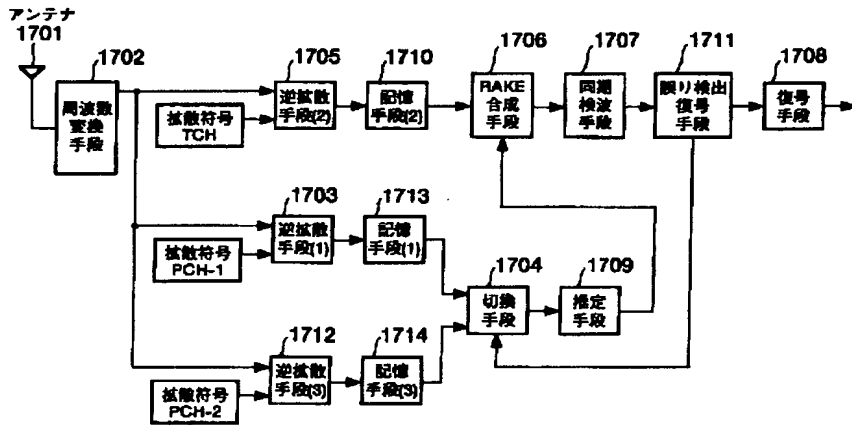 アンテナ
1701
1702
周波数
変換
手段
1705
逆拡散
手段(2)
拡散符号
TCH
1710
記憶
手段(2)
1706
RAKE
合成
手段
1707
同期
検波
手段
1711
誤り検出
復号
手段
1708
復号
手段
1703
逆拡散
手段(1)
拡散符号
PCH-1
1713
記憶
手段(1)
1704
切換
手段
1709
推定
手段
1712
逆拡散
手段(3)
拡散符号
PCH-2
1714
記憶
手段(3)